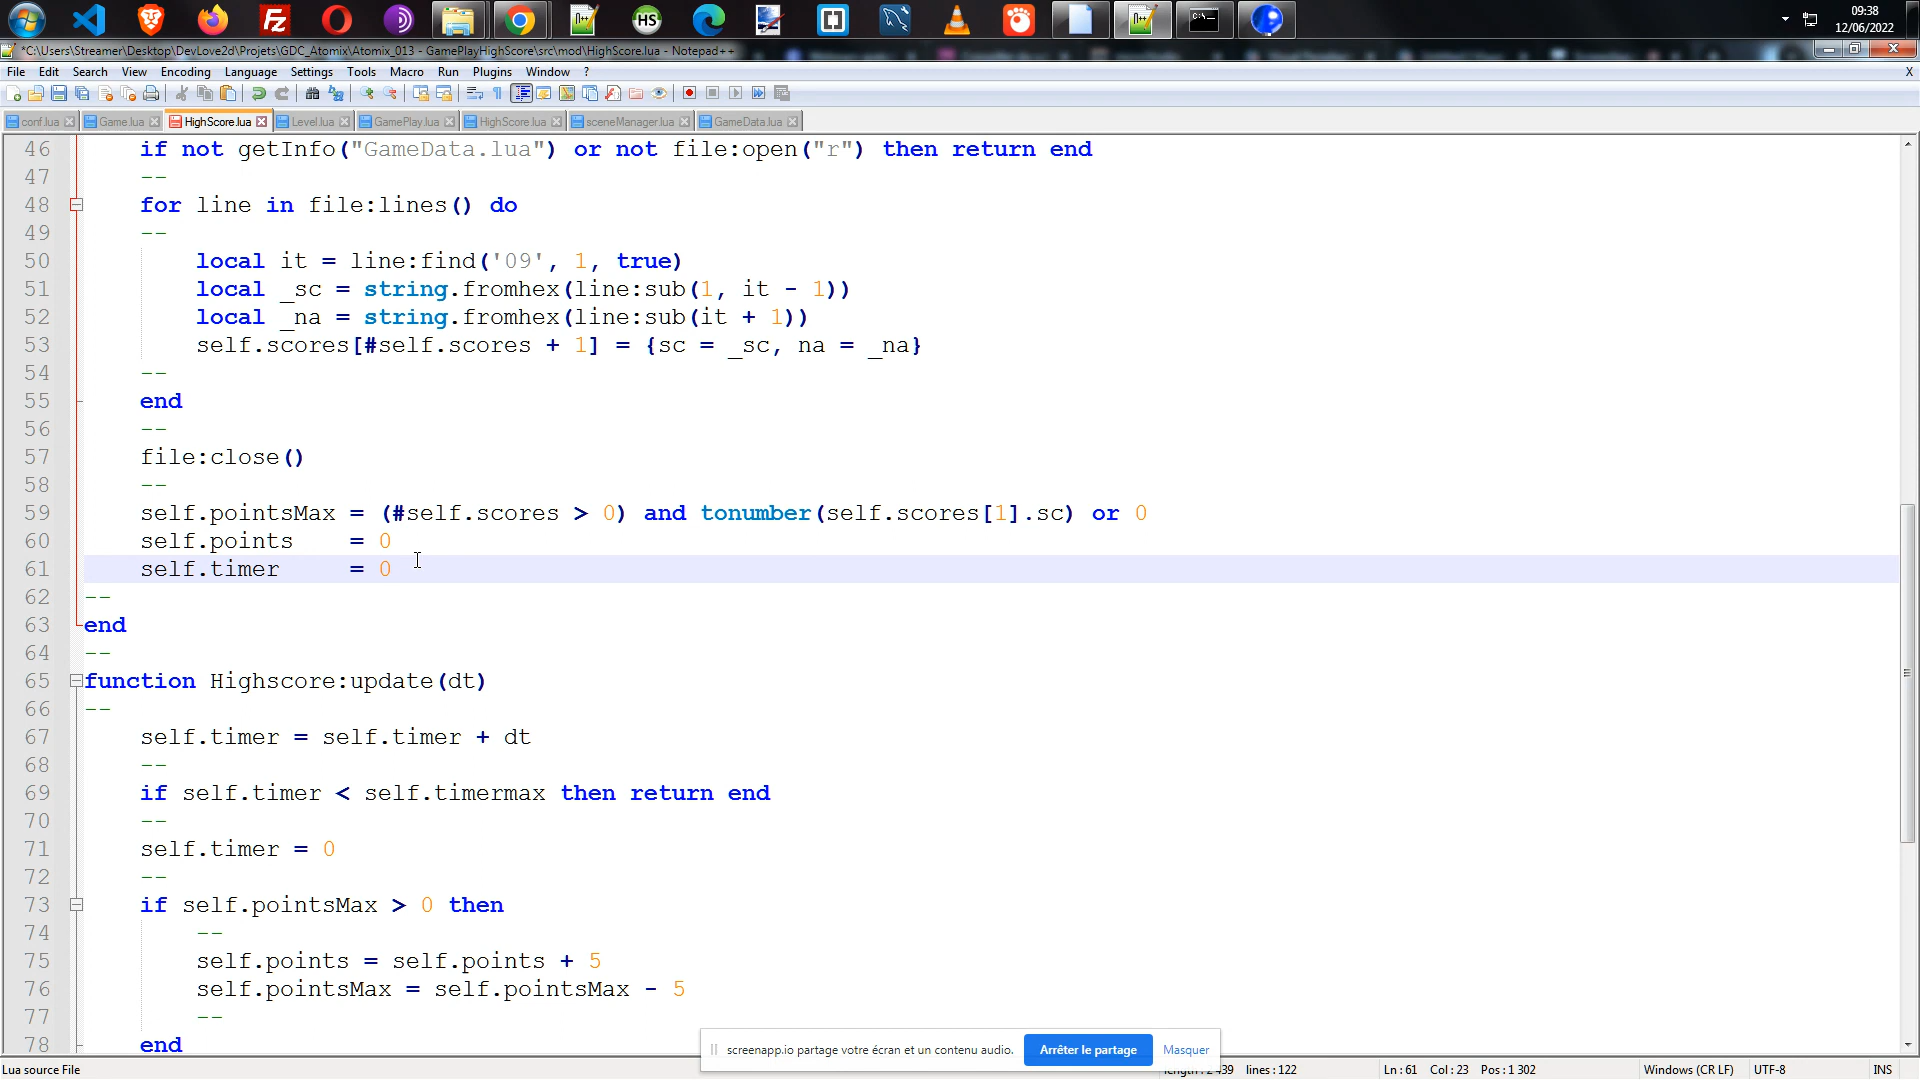 09:38
12/06/2022
*C:\Users\Streamer\Desktop\DevLove2d\Projets\GDC_Atomix\Atomix_013 - GamePlayHighScore\src\mod\HighScore.lua - Notepad++
File Edit Search View Encoding Language Settings Tools Macro Run Plugins Window ? X
conf.lua Game.lua HighScore.lua Level.lua GamePlay.lua HighScore.lua sceneManager.lua GameData.lua
46 if not getInfo("GameData.lua") or not file:open("r") then return end
47 --
48 for line in file:lines() do
49 --
50 local it = line:find('09', 1, true)
51 local _sc = string.fromhex(line:sub(1, it - 1))
52 local _na = string.fromhex(line:sub(it + 1))
53 self.scores[#self.scores + 1] = {sc = _sc, na = _na}
54 --
55 end
56 --
57 file:close()
58 --
59 self.pointsMax = (#self.scores > 0) and tonumber(self.scores[1].sc) or 0
60 self.points = 0
61 self.timer = 0
62 --
63 end
64 --
65 function Highscore:update(dt)
66 --
67 self.timer = self.timer + dt
68 --
69 if self.timer < self.timermax then return end
70 --
71 self.timer = 0
72 --
73 if self.pointsMax > 0 then
74 --
75 self.points = self.points + 5
76 self.pointsMax = self.pointsMax - 5
77 --
78 end
screenapp.io partage votre écran et un contenu audio. Arrêter le partage Masquer
Lua source File lines : 122 Ln : 61 Col : 23 Pos : 1 302 Windows (CR LF) UTF-8 INS